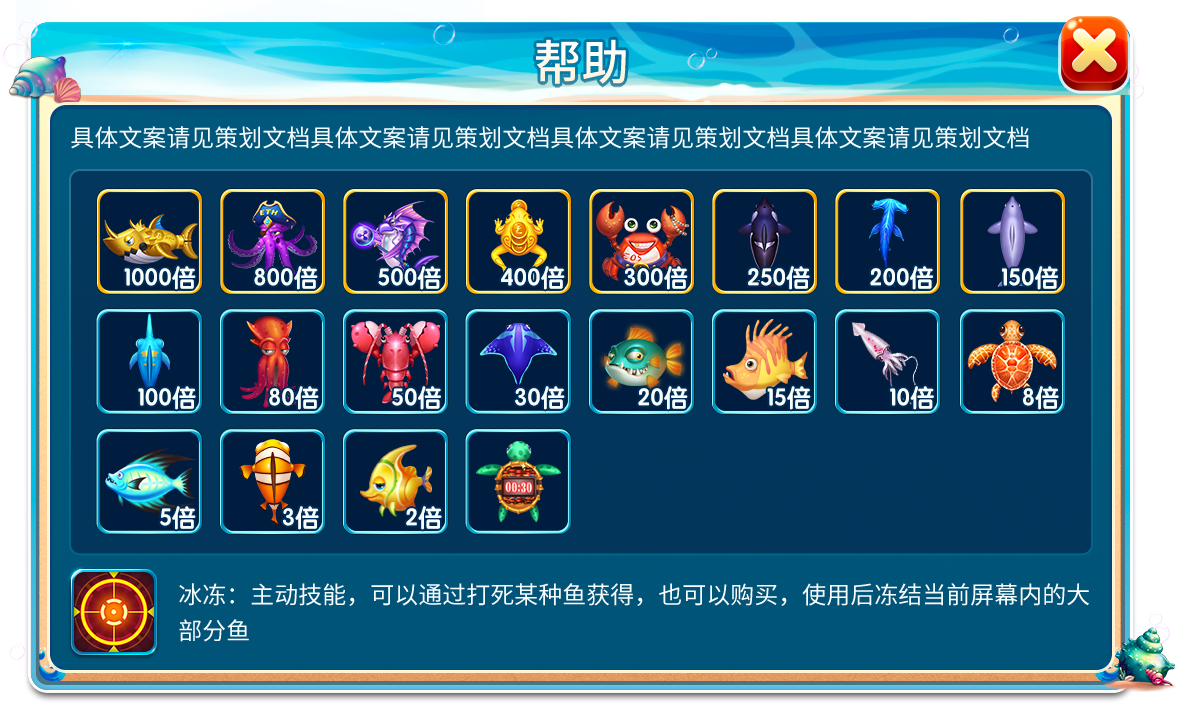 帮助
具体文案请见策划文档具体文案请见策划文档具体文案请见策划文档具体文案请见策划文档
ETH
1000倍 800倍 500倍 400倍 300倍 250倍 200倍 150倍
100倍 80倍 50倍 30倍 20倍 15倍 10倍 8倍
00:30
5倍 3倍 2倍
冰冻：主动技能，可以通过打死某种鱼获得，也可以购买，使用后冻结当前屏幕内的大
部分鱼